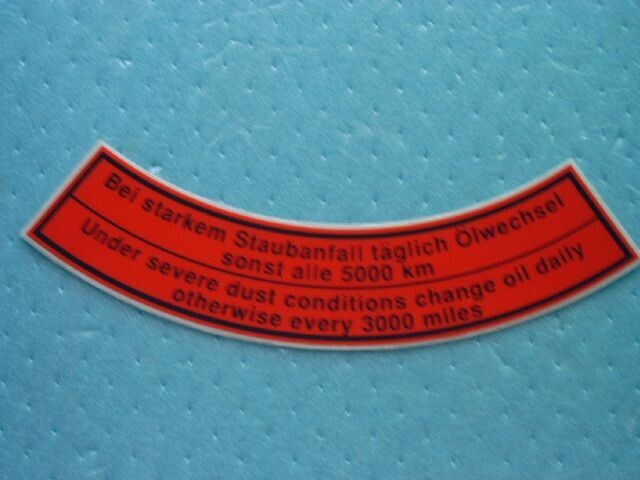 Bei starkem Staubanfall täglich Ölwechsel
sonst alle 5000 km
Under severe dust conditions change oil daily
otherwise every 3000 miles